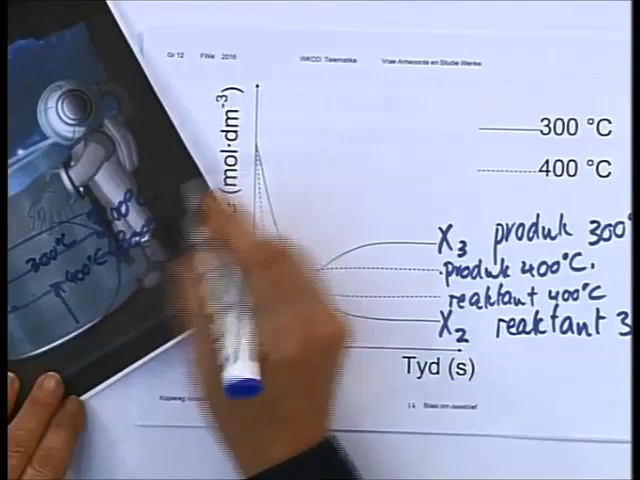 Gr 12 FWe 2016 WKOD: Telematika Vrae Antwoorde en Studie Wenke
(mol·dm-3)
300 °C
400 °C
X3 produk 300°
produk 400°C.
reaktant 400°C
X2 reaktant 3
Tyd (s)
300°C
400°C
14